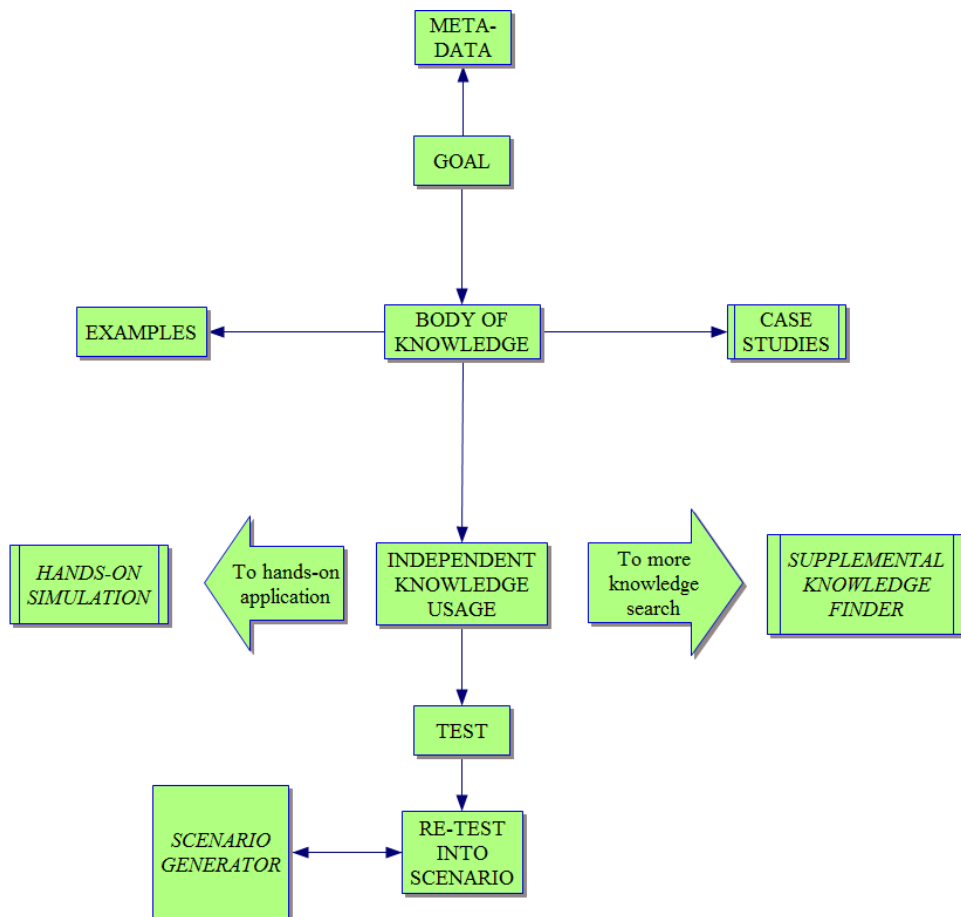 META-
DATA
GOAL
EXAMPLES
BODY OF
KNOWLEDGE
CASE
STUDIES
HANDS-ON
SIMULATION
To hands-on
application
INDEPENDENT
KNOWLEDGE
USAGE
To more
knowledge
search
SUPPLEMENTAL
KNOWLEDGE
FINDER
TEST
SCENARIO
GENERATOR
RE-TEST
INTO
SCENARIO